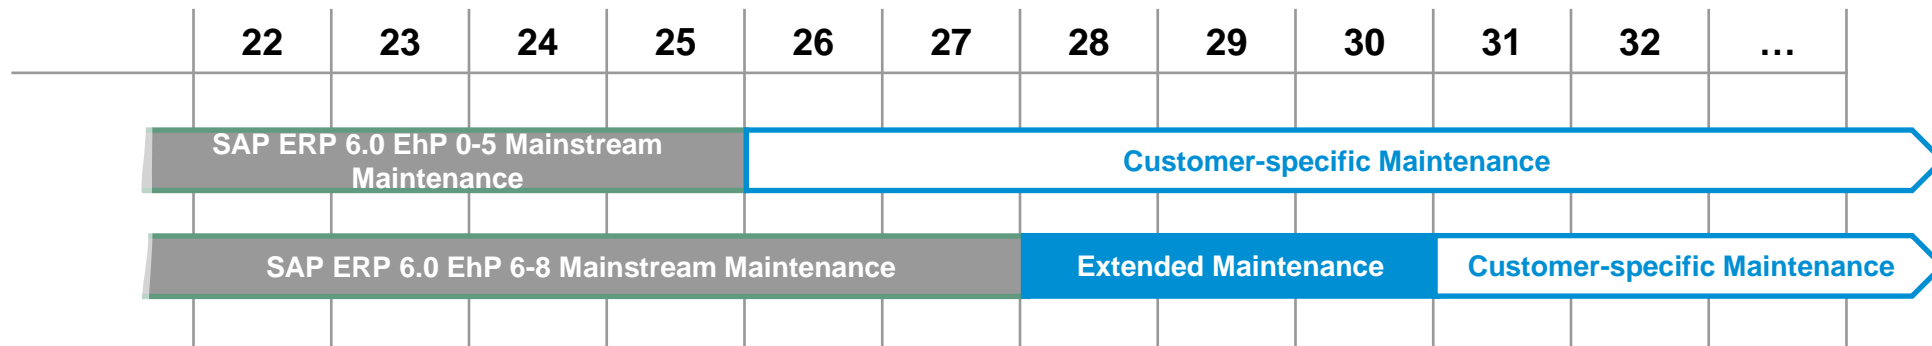 22 23 24 25 26 27 28 29 30 31 32 ...
SAP ERP 6.0 EhP 0-5 Mainstream
Maintenance
Customer-specific Maintenance
SAP ERP 6.0 EhP 6-8 Mainstream Maintenance
Extended Maintenance
Customer-specific Maintenance